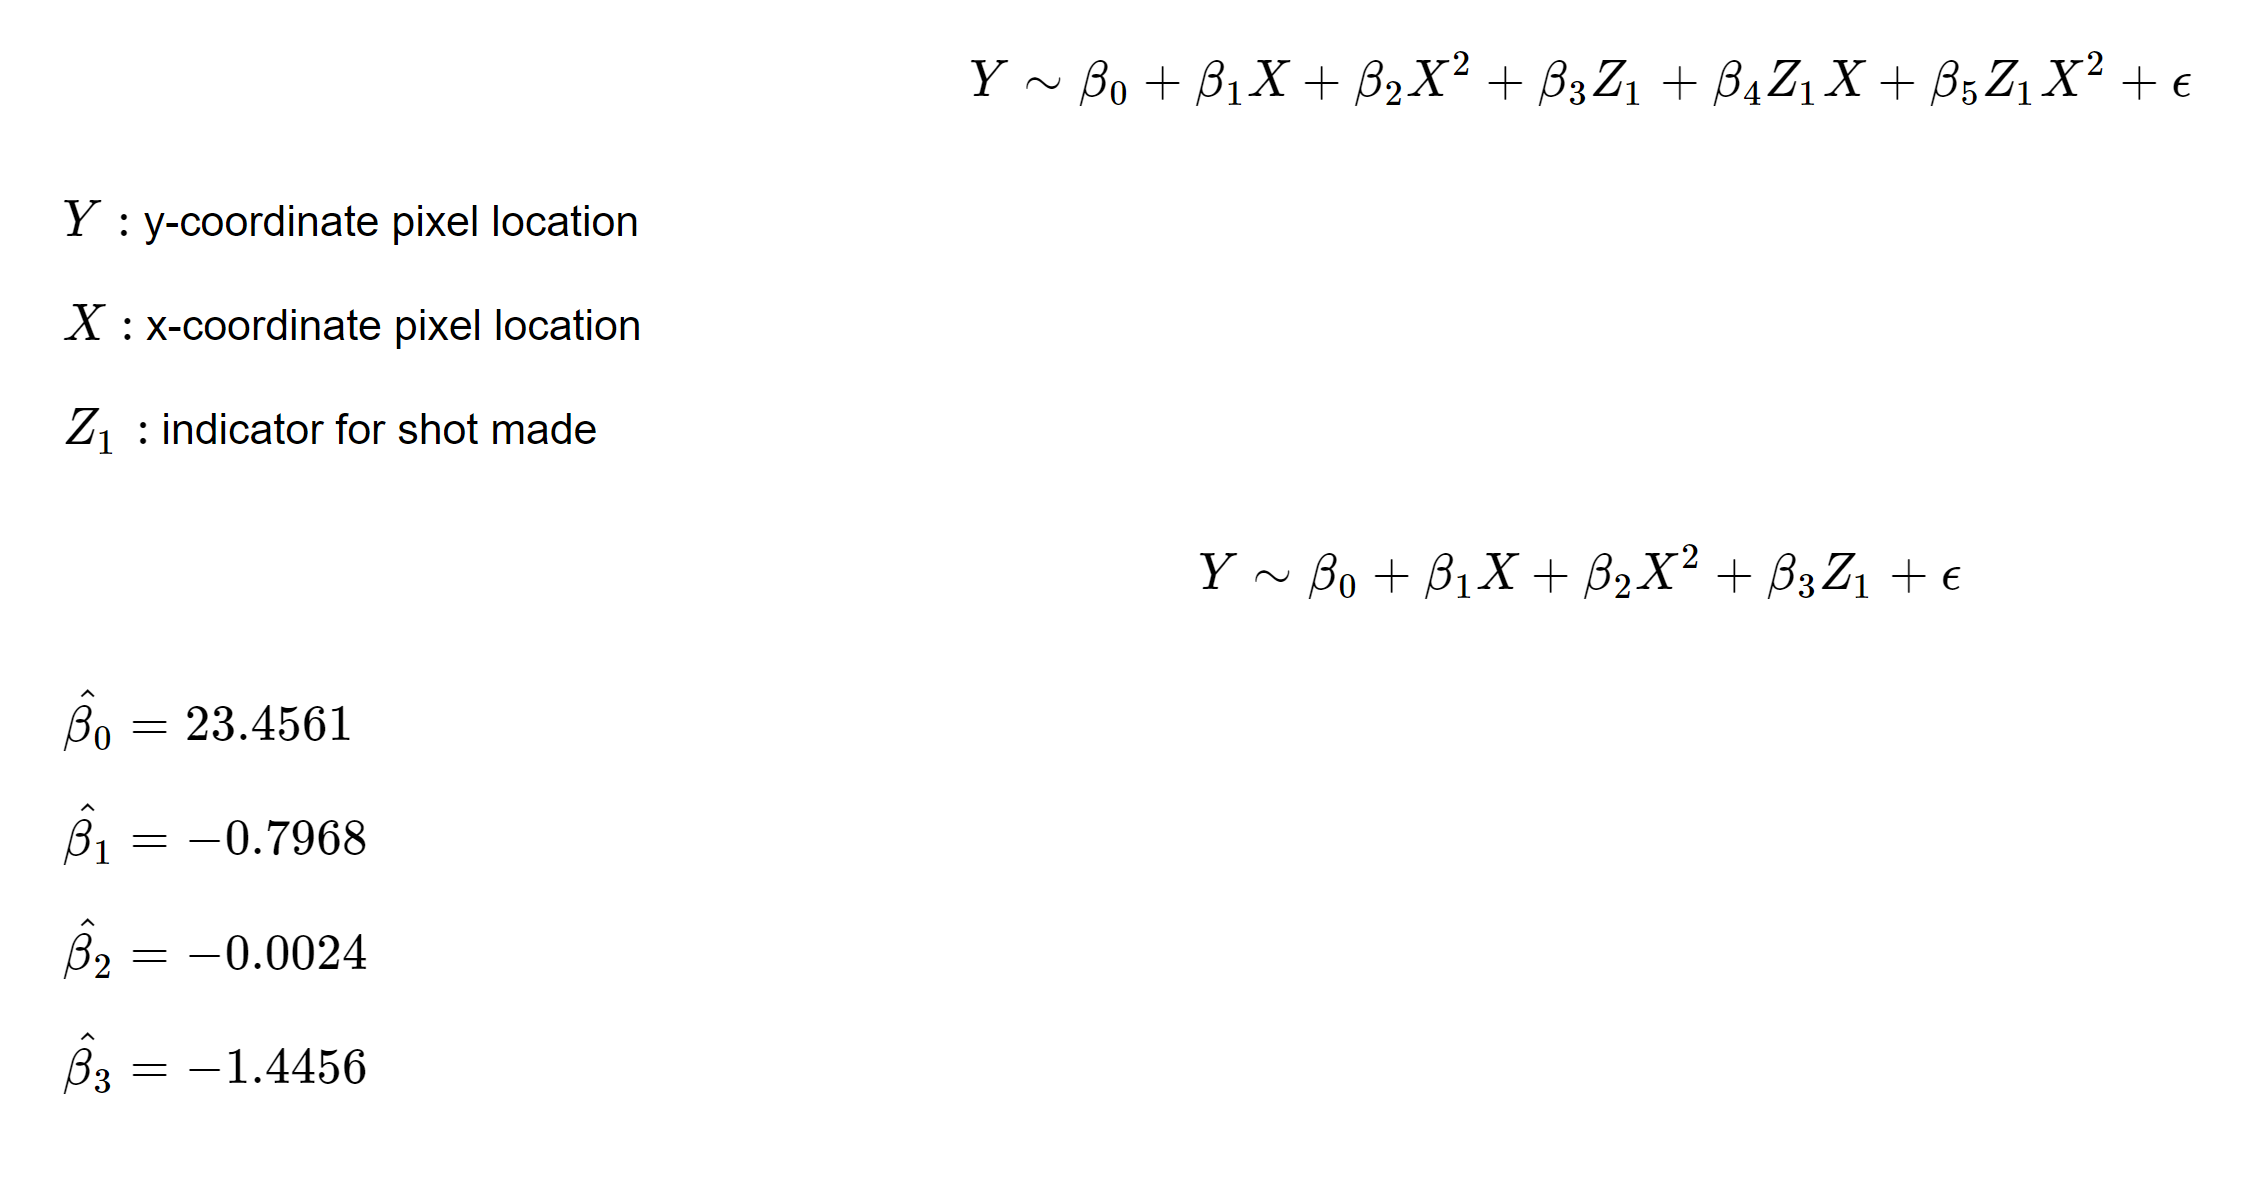 Y ∼ β₀ + β₁X + β₂X² + β₃Z₁ + β₄Z₁X + β₅Z₁X² + ϵ
Y : y-coordinate pixel location
X : x-coordinate pixel location
Z₁ : indicator for shot made
Y ∼ β₀ + β₁X + β₂X² + β₃Z₁ + ϵ
β̂₀ = 23.4561
β̂₁ = −0.7968
β̂₂ = −0.0024
β̂₃ = −1.4456